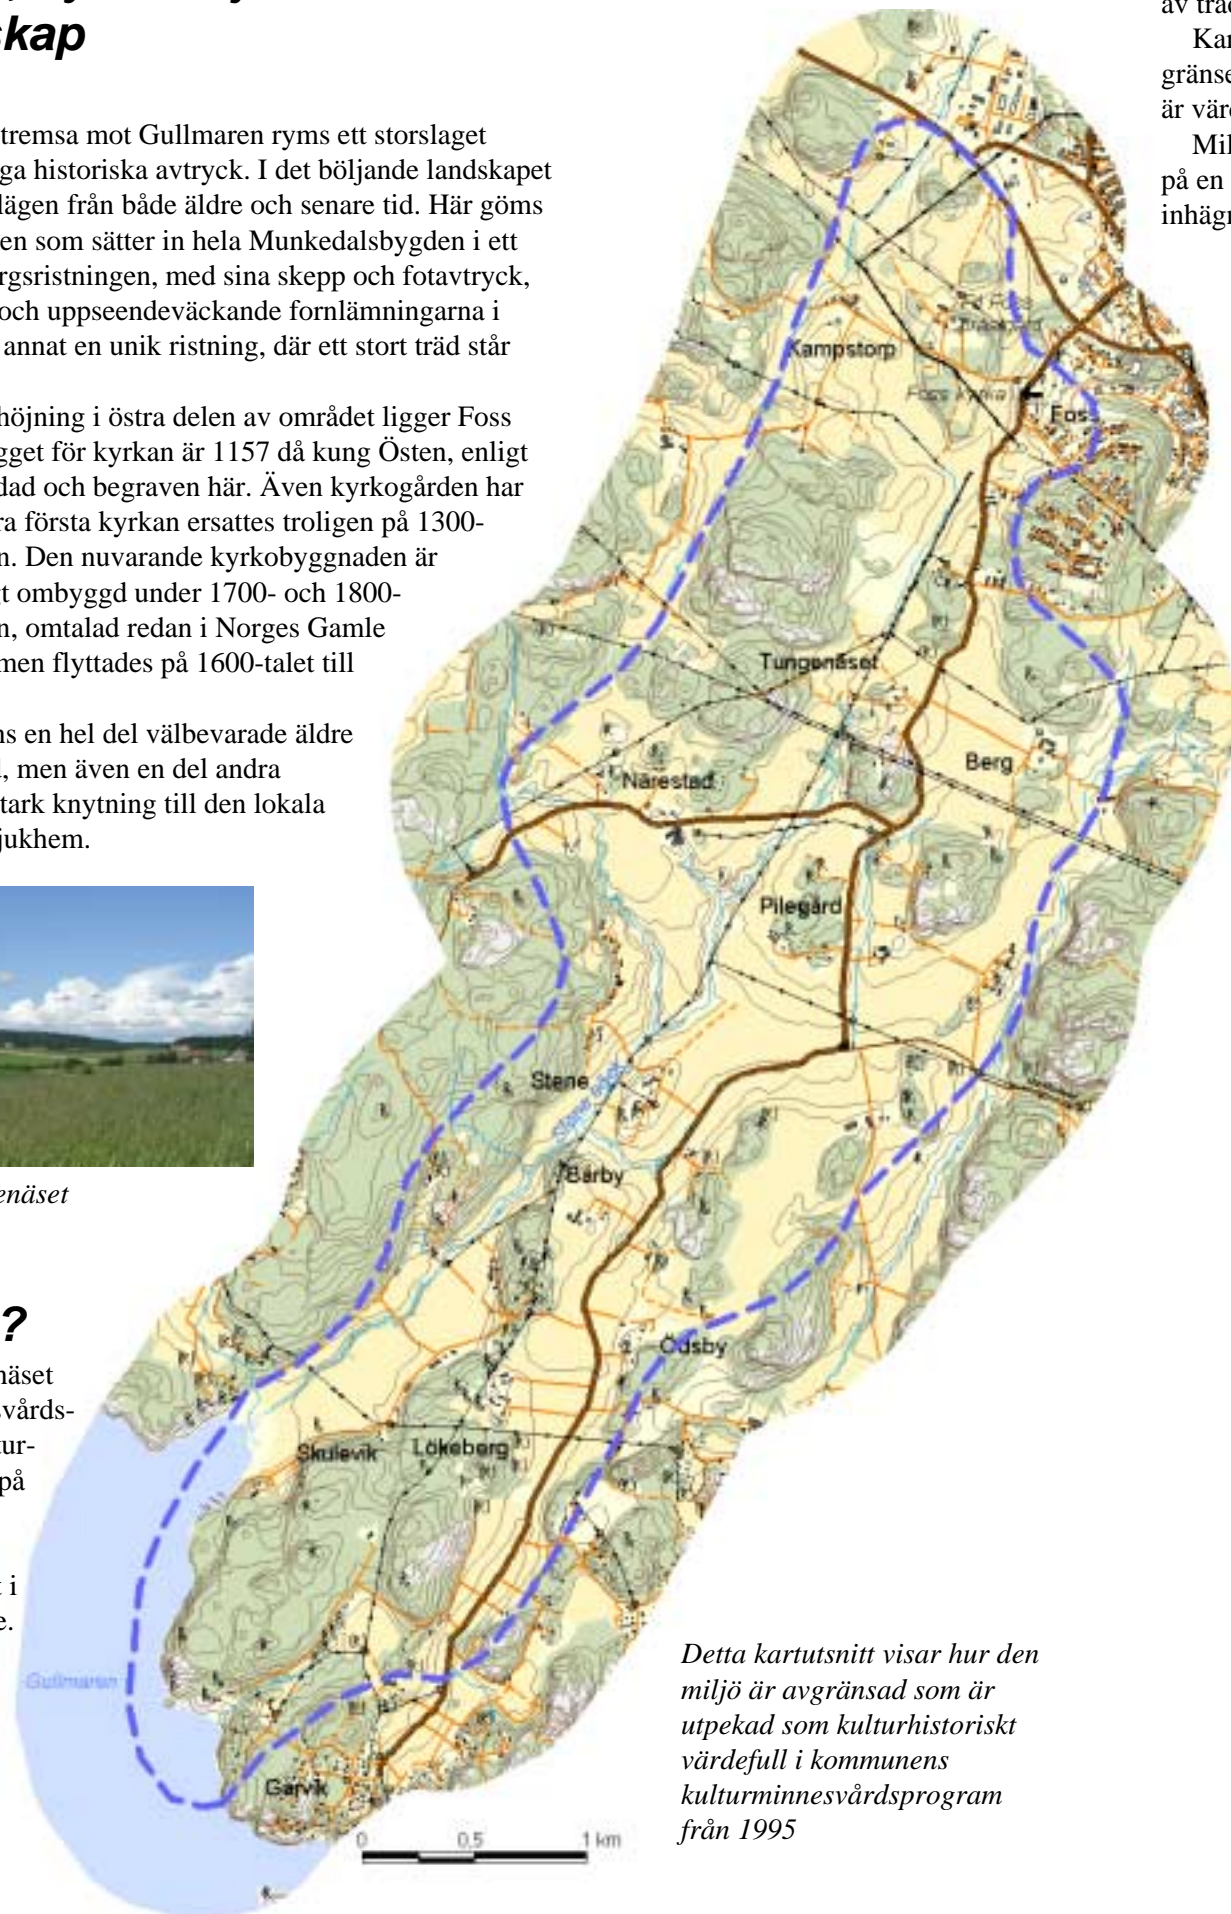 skap
tremsa mot Gullmaren ryms ett storslaget
ga historiska avtryck. I det böljande landskapet
lägen från både äldre och senare tid. Här göms
en som sätter in hela Munkedalsbygden i ett
rgsristningen, med sina skepp och fotavtryck,
och uppseendeväckande fornlämningarna i
annat en unik ristning, där ett stort träd står
höjning i östra delen av området ligger Foss
gget för kyrkan är 1157 då kung Östen, enligt
dad och begraven här. Även kyrkogården har
ra första kyrkan ersattes troligen på 1300-
n. Den nuvarande kyrkobyggnaden är
gt ombyggd under 1700- och 1800-
n, omtalad redan i Norges Gamle
men flyttades på 1600-talet till
ns en hel del välbevarade äldre
d, men även en del andra
tark knytning till den lokala
jukhem.
enäset
?
näset
svårds-
tur-
på
t i
e.
av träd
Kar
gränse
är värd
Mil
på en
inhägn
Kampstorp
Foss kyrka
Foss
Tungenäset
Berg
Närestad
Pilegård
Stene
Bärby
Ödsby
Skulevik
Lökeberg
Gullmaren
Gårvik
0 0,5 1 km
Detta kartutsnitt visar hur den
miljö är avgränsad som är
utpekad som kulturhistoriskt
värdefull i kommunens
kulturminnesvårdsprogram
från 1995